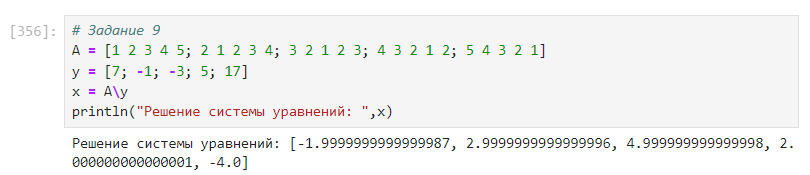 [356]: # Задание 9
A = [1 2 3 4 5; 2 1 2 3 4; 3 2 1 2 3; 4 3 2 1 2; 5 4 3 2 1]
y = [7; -1; -3; 5; 17]
x = A\y
println("Решение системы уравнений: ",x)
Решение системы уравнений: [-1.9999999999999987, 2.9999999999999996, 4.999999999999998, 2.
000000000000001, -4.0]